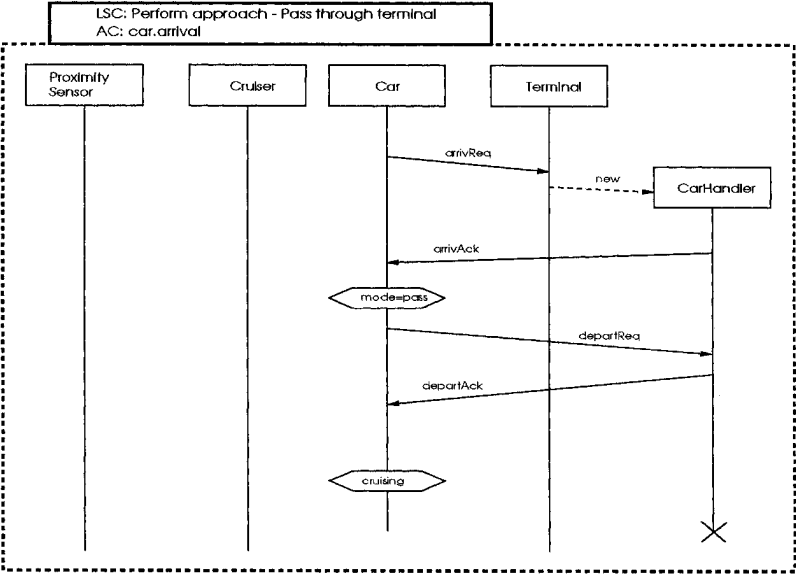 LSC: Perform approach - Pass through terminal
AC: car.arrival
Proximity
Sensor
Cruiser
Car
Terminal
arrivReq
new
CarHandler
arrivAck
mode=pass
departReq
departAck
cruising